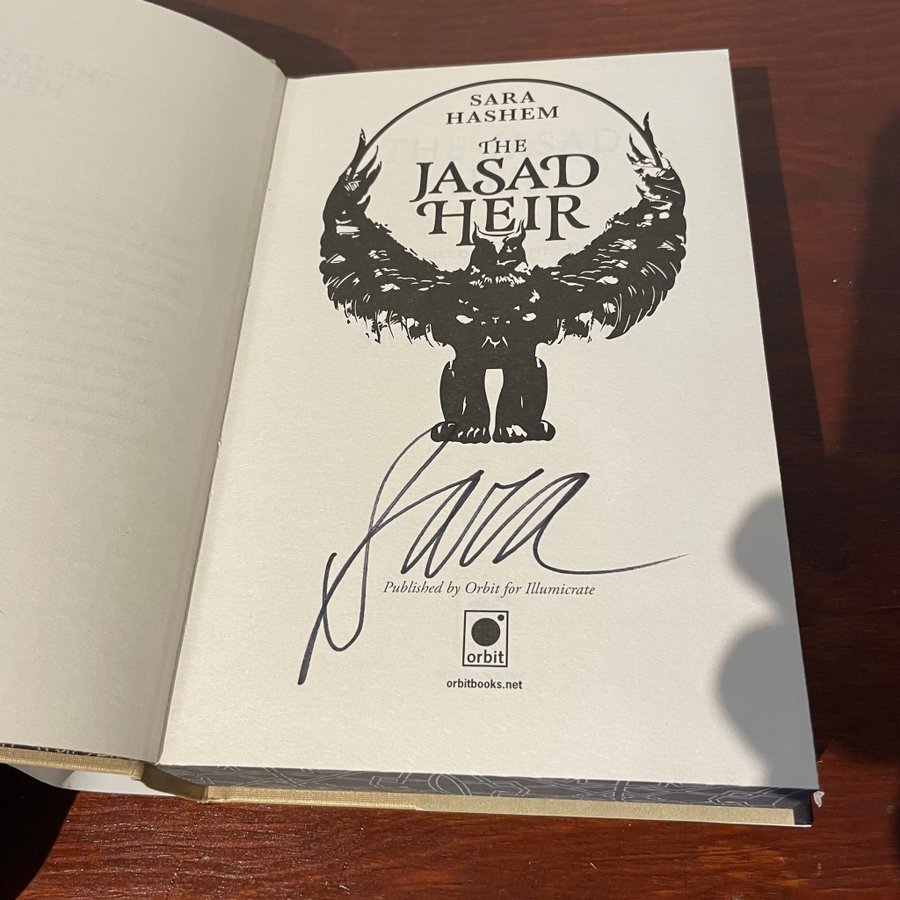 SARA
HASHEM
THE
JASAD
HEIR
Sara
Published by Orbit for Illumicrate
orbit
orbitbooks.net